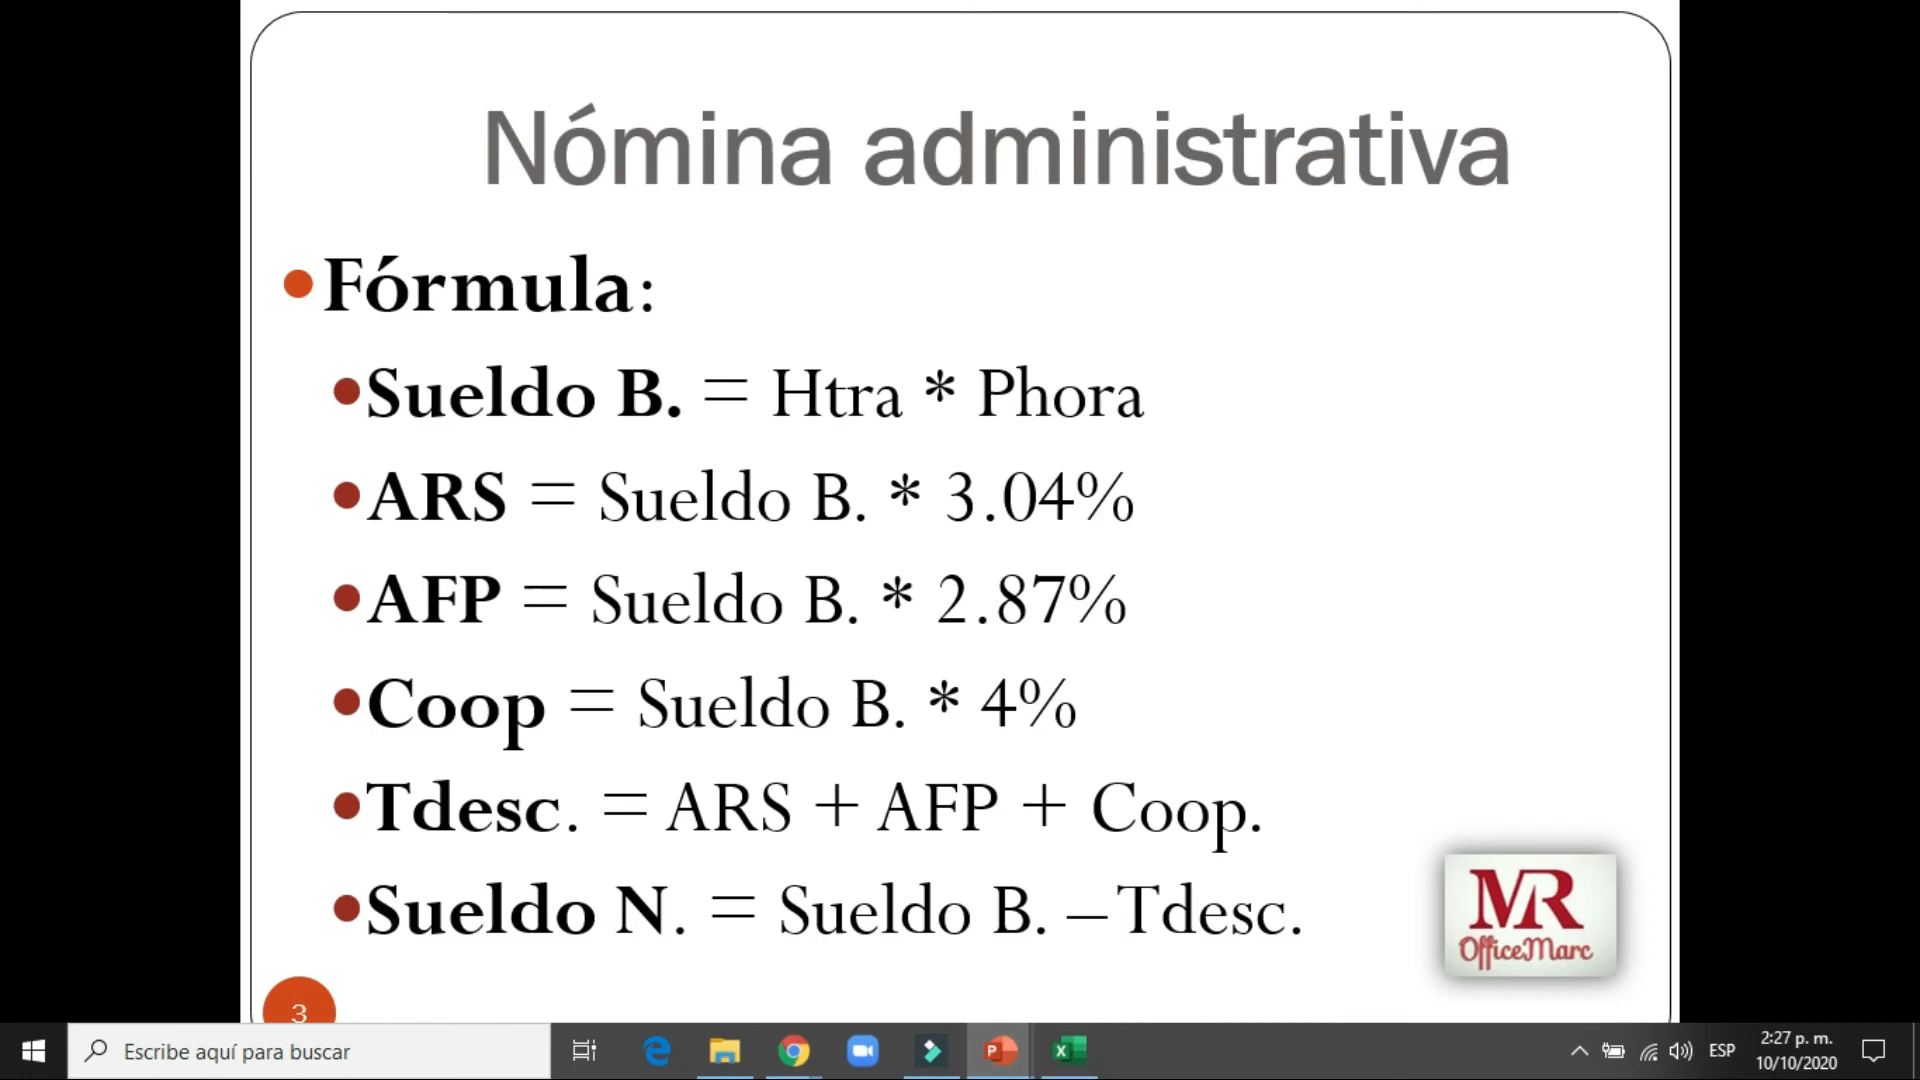 Nómina administrativa
Fórmula:
Sueldo B. = Htra * Phora
ARS = Sueldo B. * 3.04%
AFP = Sueldo B. * 2.87%
Coop = Sueldo B. * 4%
Tdesc. = ARS + AFP + Coop.
Sueldo N. = Sueldo B. – Tdesc.
MR
OfficeMarc
3
Escribe aquí para buscar
ESP
2:27 p. m.
10/10/2020